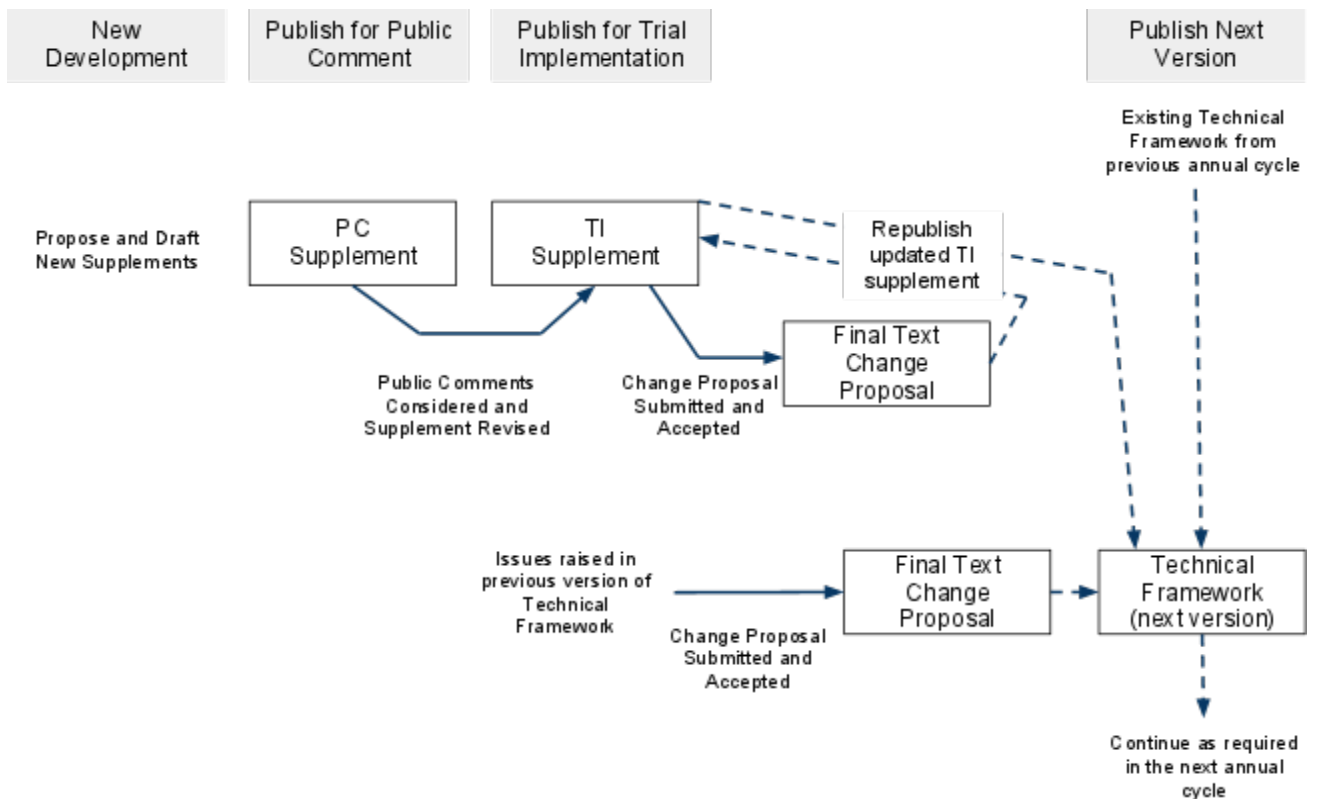 New
Development
Publish for Public
Comment
Publish for Trial
Implementation
Publish Next
Version
Existing Technical
Framework from
previous annual cycle
Propose and Draft
New Supplements
PC
Supplement
TI
Supplement
Republish
updated TI
supplement
Final Text
Change
Proposal
Public Comments
Considered and
Supplement Revised
Change Proposal
Submitted and
Accepted
Issues raised in
previous version of
Technical
Framework
Change Proposal
Submitted and
Accepted
Final Text
Change
Proposal
Technical
Framework
(next version)
Continue as required
in the next annual
cycle